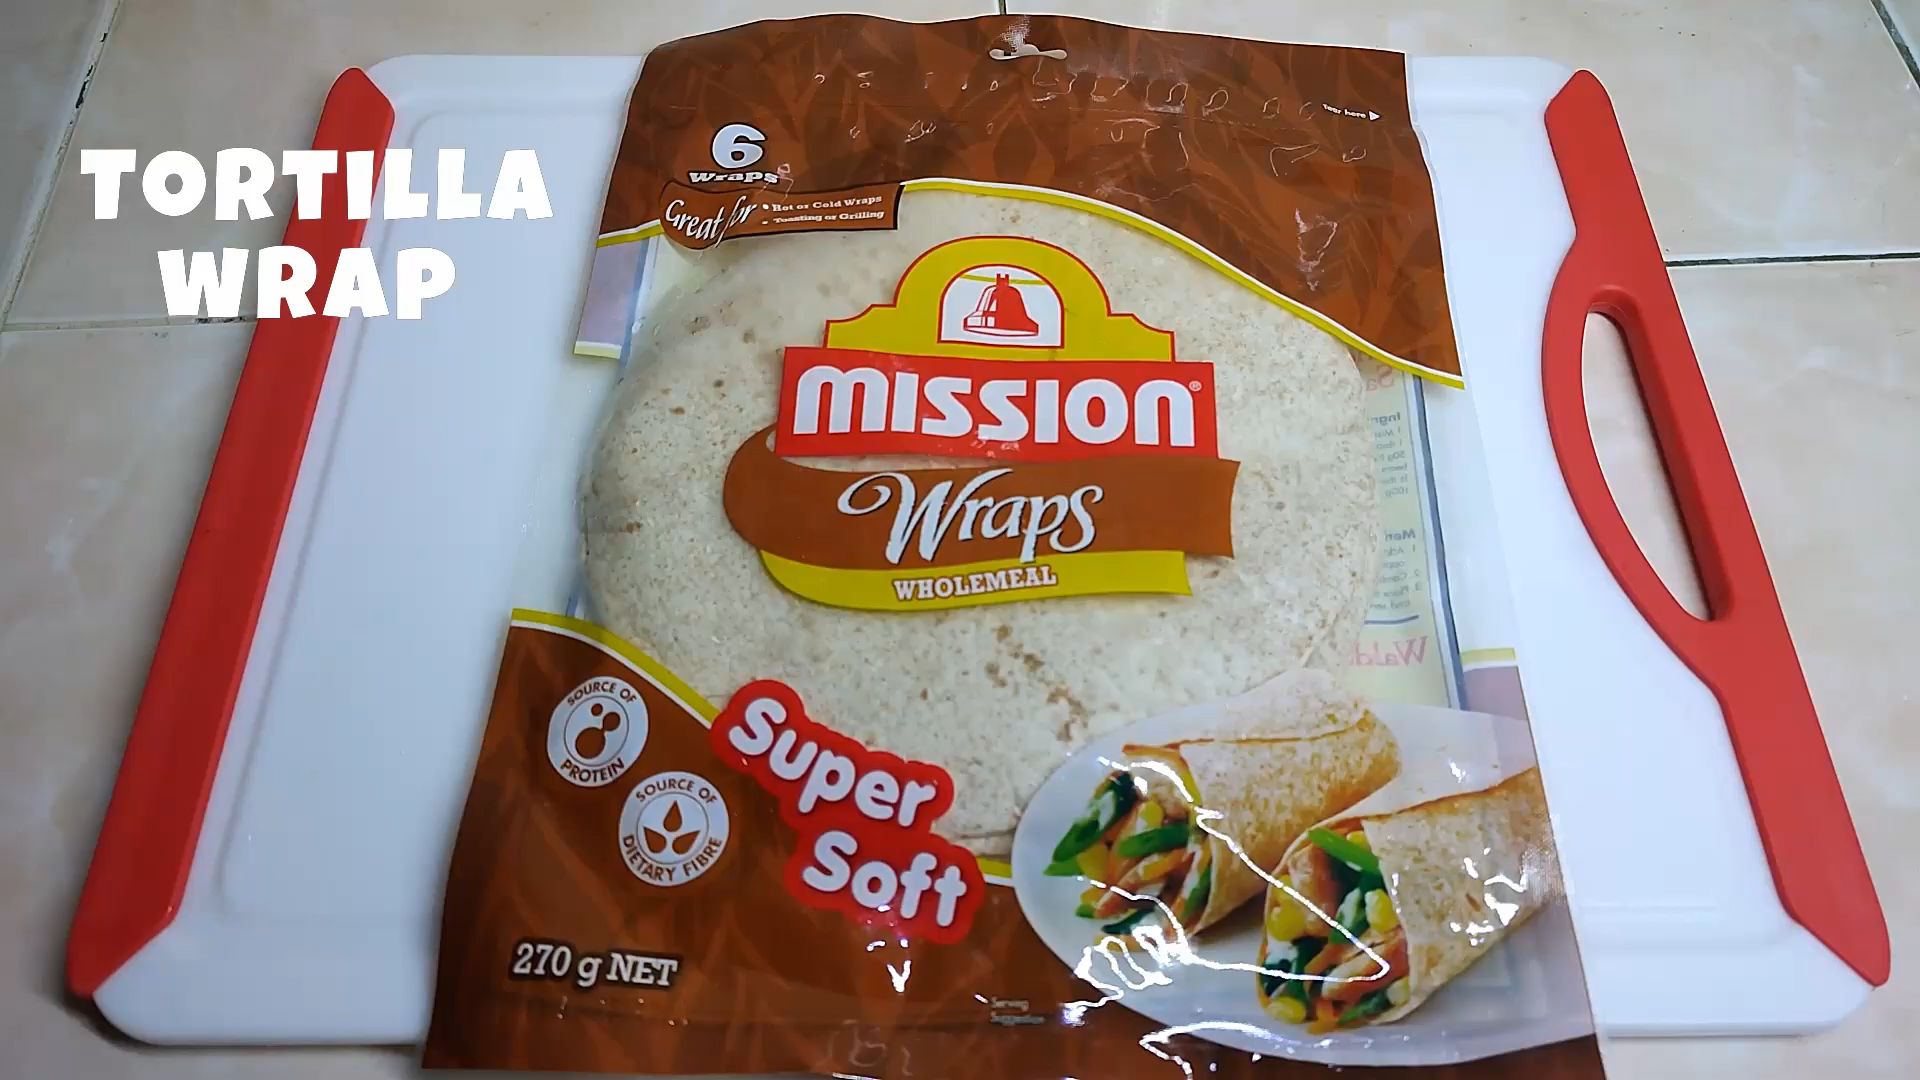 TORTILLA
WRAP
Tear here
6
Wraps
Great for
• Hot or Cold Wraps
• Toasting or Grilling
MISSION®
Wraps
WHOLEMEAL
SOURCE OF
PROTEIN
SOURCE OF
DIETARY FIBRE
Super
Soft
270 g NET
Serving
Suggestion